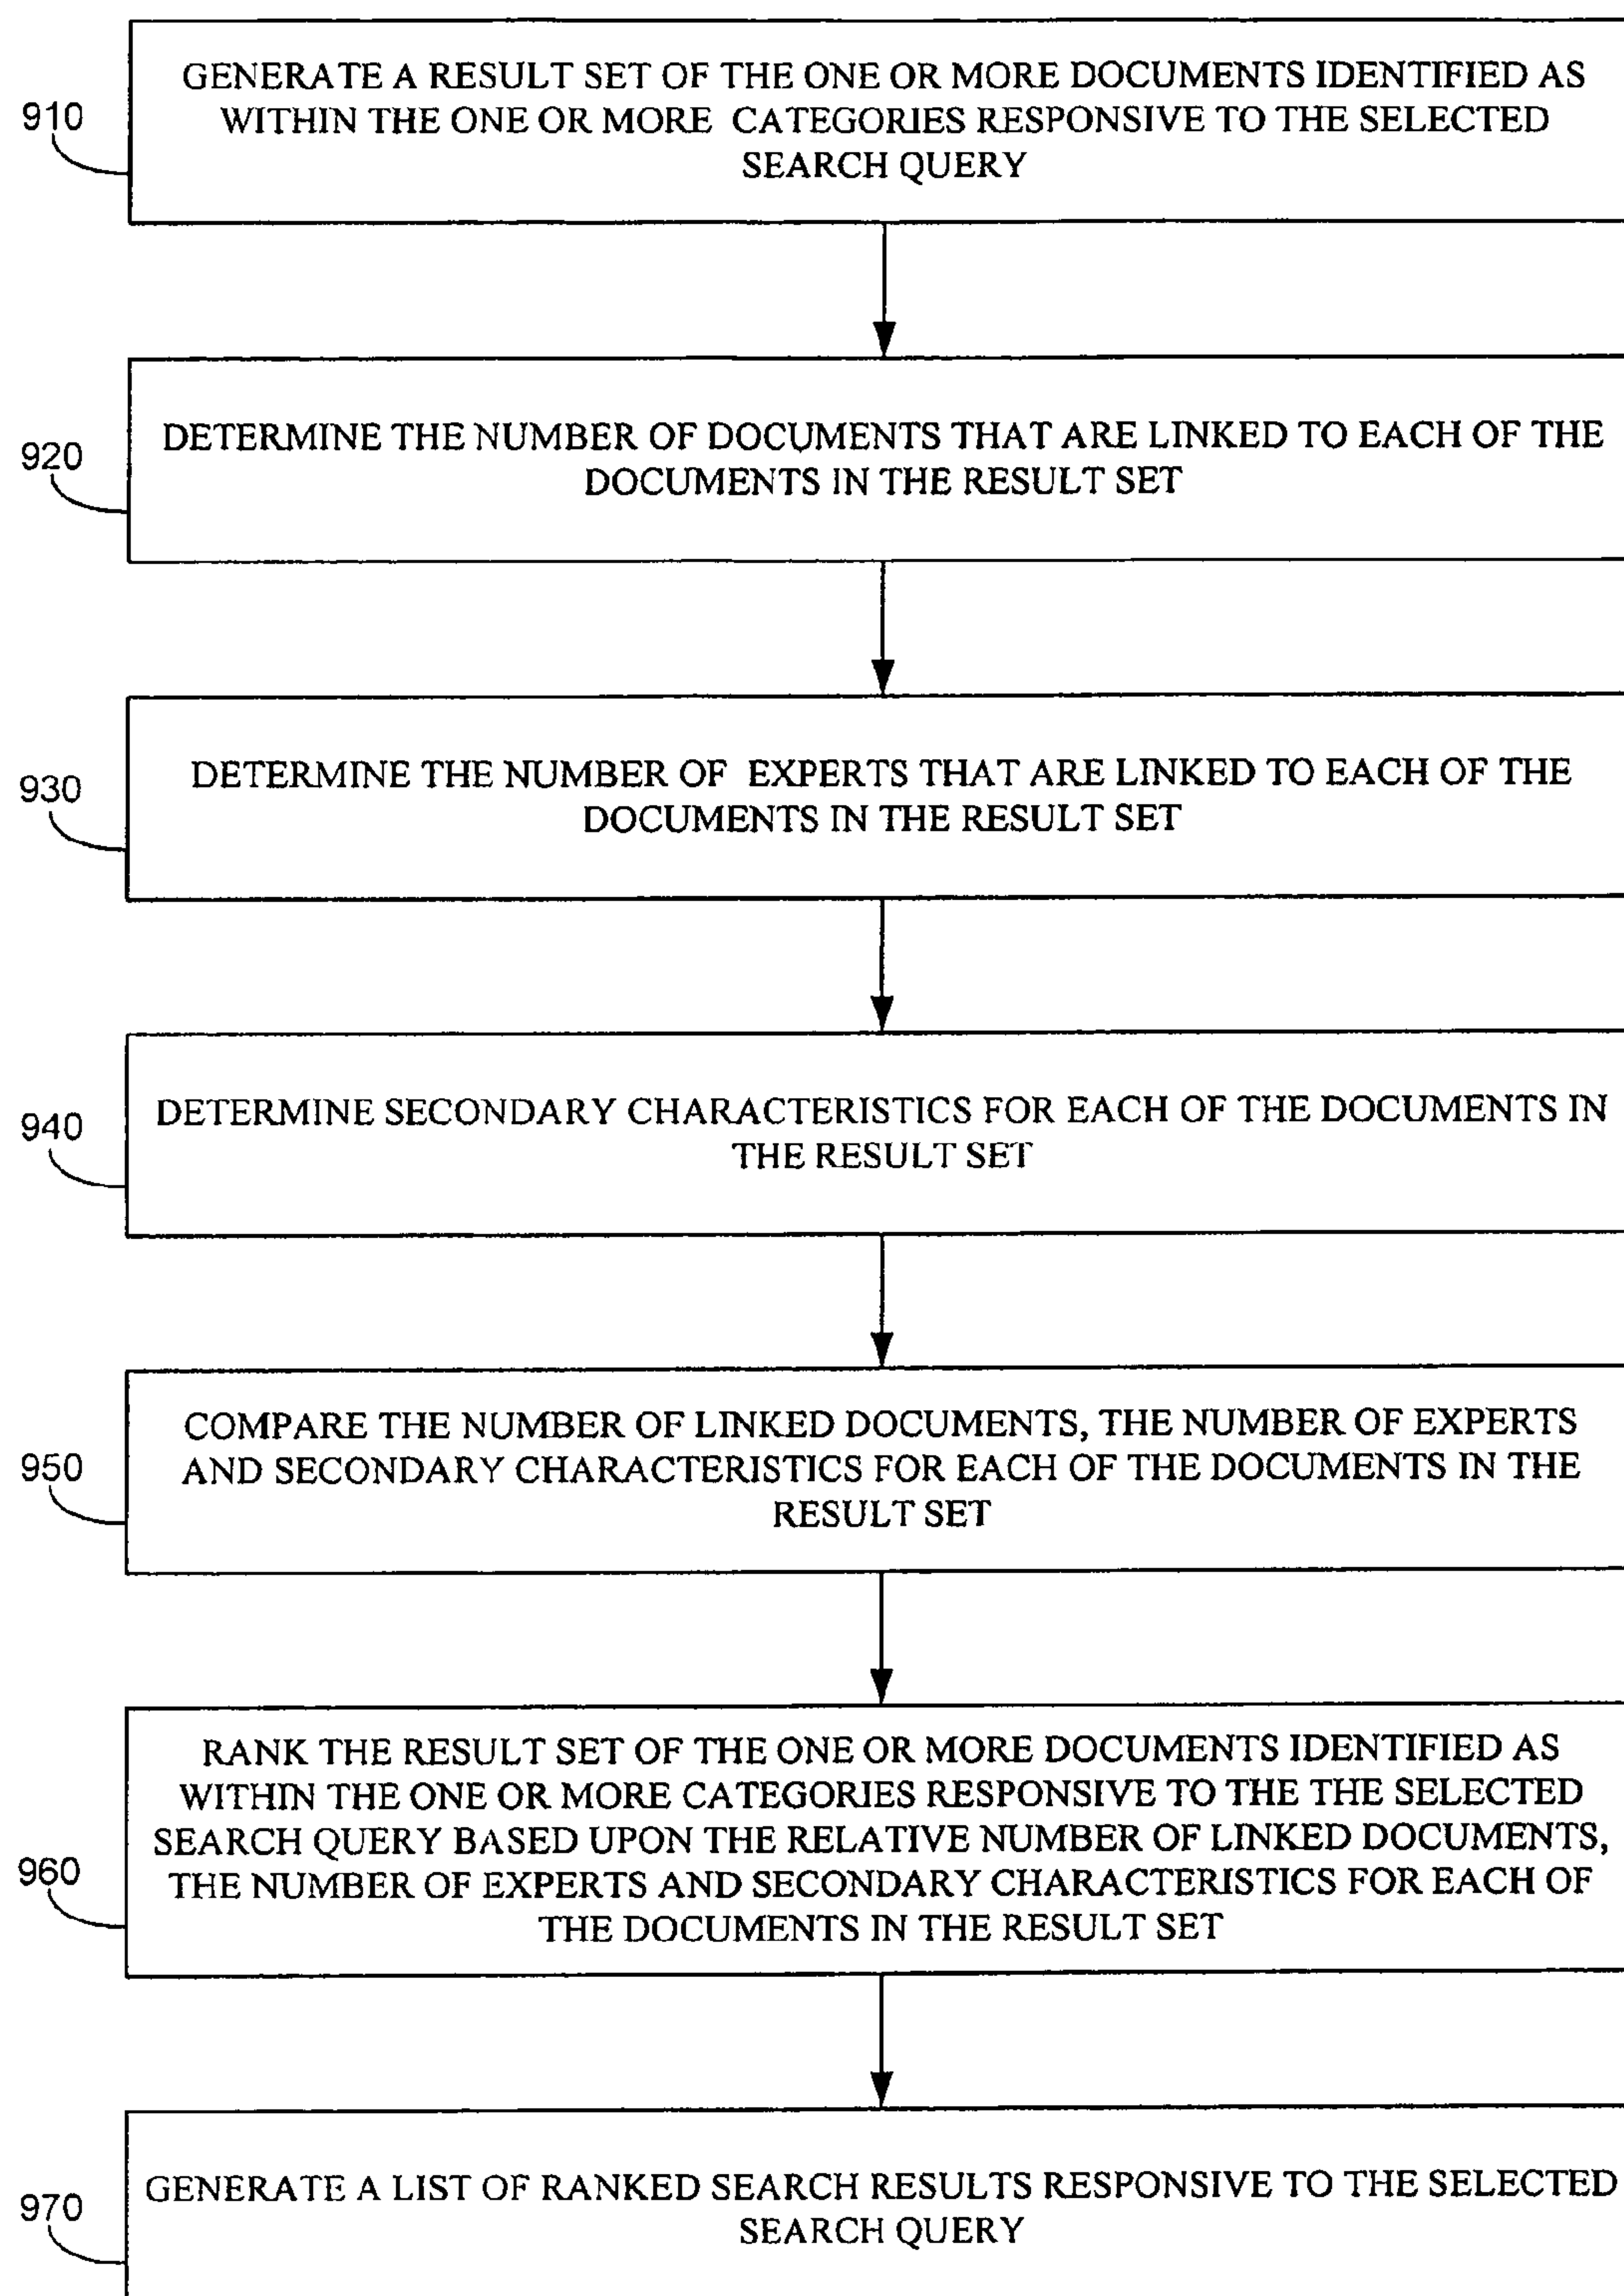 GENERATE A RESULT SET OF THE ONE OR MORE DOCUMENTS IDENTIFIED AS
910
WITHIN THE ONE OR MORE CATEGORIES RESPONSIVE TO THE SELECTED
SEARCH QUERY
DETERMINE THE NUMBER OF DOCUMENTS THAT ARE LINKED TO EACH OF THE
920
DOCUMENTS IN THE RESULT SET
DETERMINE THE NUMBER OF EXPERTS THAT ARE LINKED TO EACH OF THE
930
DOCUMENTS IN THE RESULT SET
DETERMINE SECONDARY CHARACTERISTICS FOR EACH OF THE DOCUMENTS IN
940
THE RESULT SET
COMPARE THE NUMBER OF LINKED DOCUMENTS, THE NUMBER OF EXPERTS
950
AND SECONDARY CHARACTERISTICS FOR EACH OF THE DOCUMENTS IN THE
RESULT SET
RANK THE RESULT SET OF THE ONE OR MORE DOCUMENTS IDENTIFIED AS
WITHIN THE ONE OR MORE CATEGORIES RESPONSIVE TO THE THE SELECTED
SEARCH QUERY BASED UPON THE RELATIVE NUMBER OF LINKED DOCUMENTS,
960
THE NUMBER OF EXPERTS AND SECONDARY CHARACTERISTICS FOR EACH OF
THE DOCUMENTS IN THE RESULT SET
GENERATE A LIST OF RANKED SEARCH RESULTS RESPONSIVE TO THE SELECTED
970
SEARCH QUERY